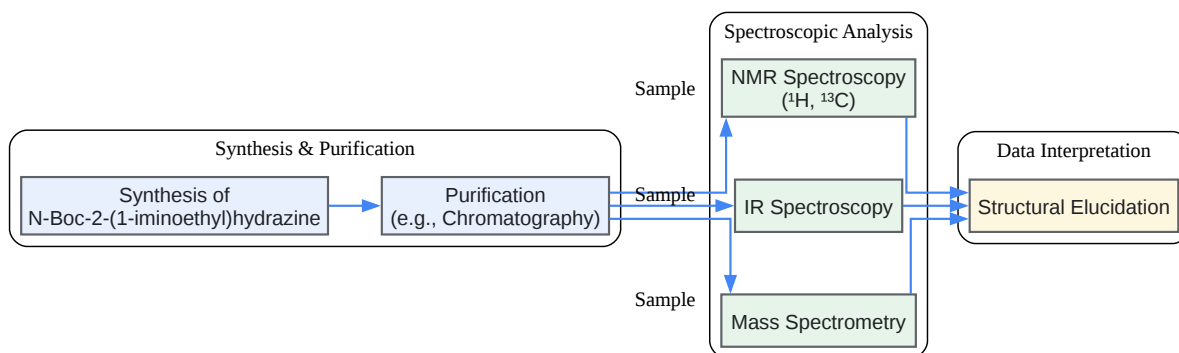 Synthesis & Purification
Synthesis of
N-Boc-2-(1-iminoethyl)hydrazine
Purification
(e.g., Chromatography)
Sample
Sample
Sample
Spectroscopic Analysis
NMR Spectroscopy
(¹H, ¹³C)
IR Spectroscopy
Mass Spectrometry
Data Interpretation
Structural Elucidation